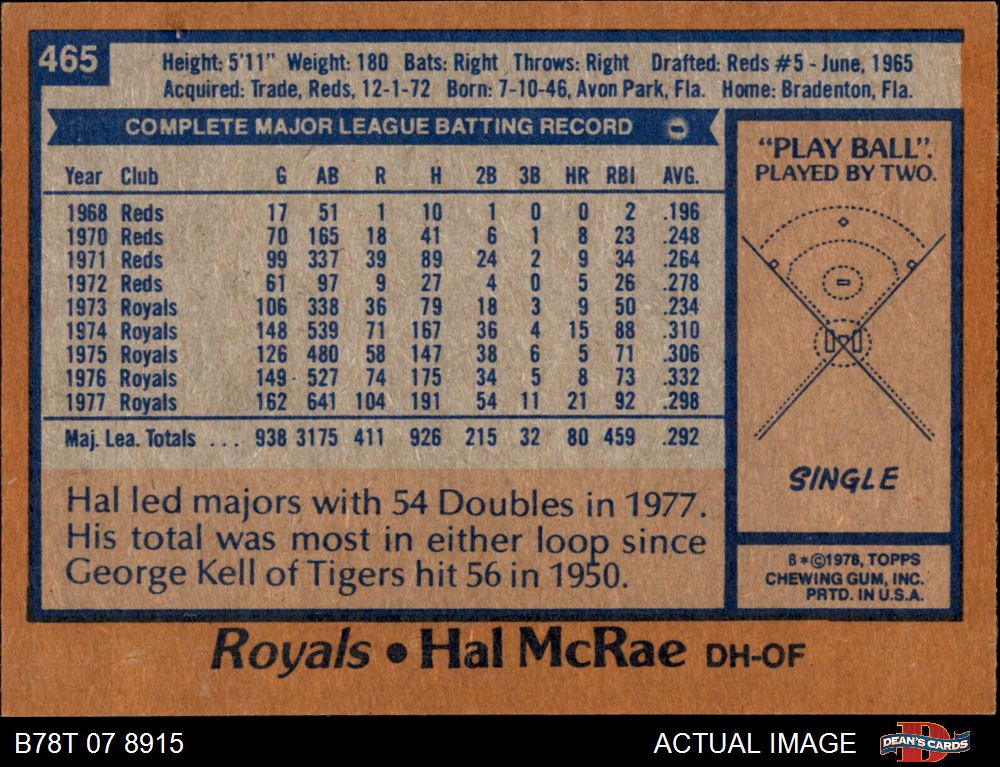 465
Height: 5'11" Weight: 180 Bats: Right Throws: Right Drafted: Reds #5 - June, 1965
Acquired: Trade, Reds, 12-1-72 Born: 7-10-46, Avon Park, Fla. Home: Bradenton, Fla.
COMPLETE MAJOR LEAGUE BATTING RECORD
Year Club G AB R H 2B 3B HR RBI AVG.
1968 Reds 17 51 1 10 1 0 0 2 .196
1970 Reds 70 165 18 41 6 1 8 23 .248
1971 Reds 99 337 39 89 24 2 9 34 .264
1972 Reds 61 97 9 27 4 0 5 26 .278
1973 Royals 106 338 36 79 18 3 9 50 .234
1974 Royals 148 539 71 167 36 4 15 88 .310
1975 Royals 126 480 58 147 38 6 5 71 .306
1976 Royals 149 527 74 175 34 5 8 73 .332
1977 Royals 162 641 104 191 54 11 21 92 .298
Maj. Lea. Totals ... 938 3175 411 926 215 32 80 459 .292
Hal led majors with 54 Doubles in 1977.
His total was most in either loop since
George Kell of Tigers hit 56 in 1950.
"PLAY BALL".
PLAYED BY TWO.
SINGLE
8*©1978, TOPPS
CHEWING GUM, INC.
PRTD. IN U.S.A.
Royals • Hal McRae DH-OF
B78T 07 8915
ACTUAL IMAGE
DEAN'S CARDS